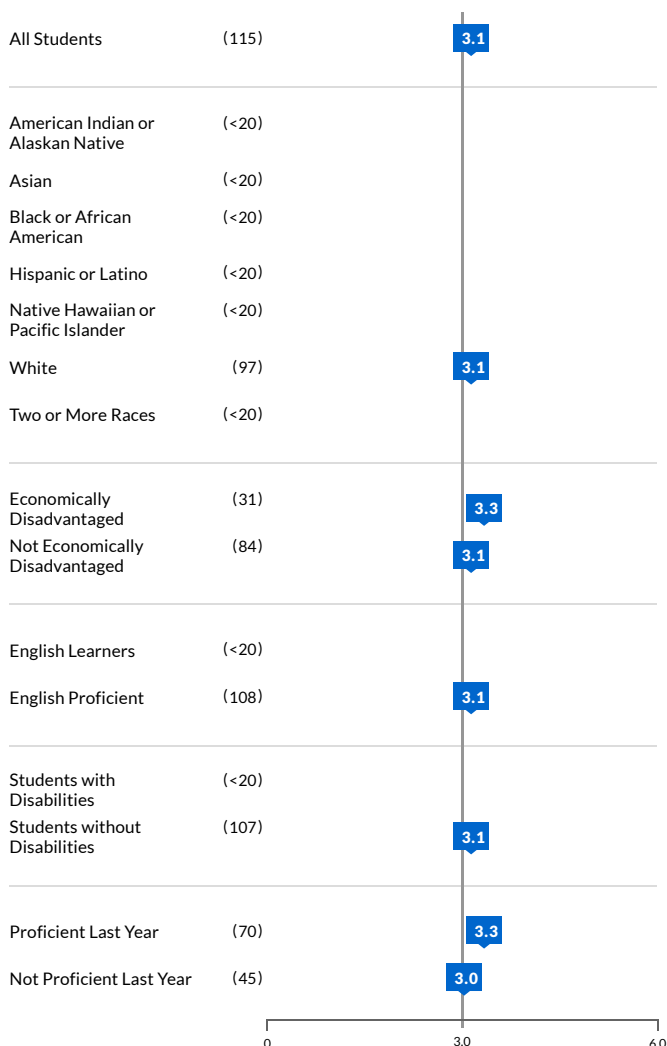 All Students (115) 3.1
American Indian or (<20)
Alaskan Native
Asian (<20)
Black or African (<20)
American
Hispanic or Latino (<20)
Native Hawaiian or (<20)
Pacific Islander
White (97) 3.1
Two or More Races (<20)
Economically (31) 3.3
Disadvantaged
Not Economically (84) 3.1
Disadvantaged
English Learners (<20)
English Proficient (108) 3.1
Students with (<20)
Disabilities
Students without (107) 3.1
Disabilities
Proficient Last Year (70) 3.3
Not Proficient Last Year (45) 3.0
0 3.0 6.0